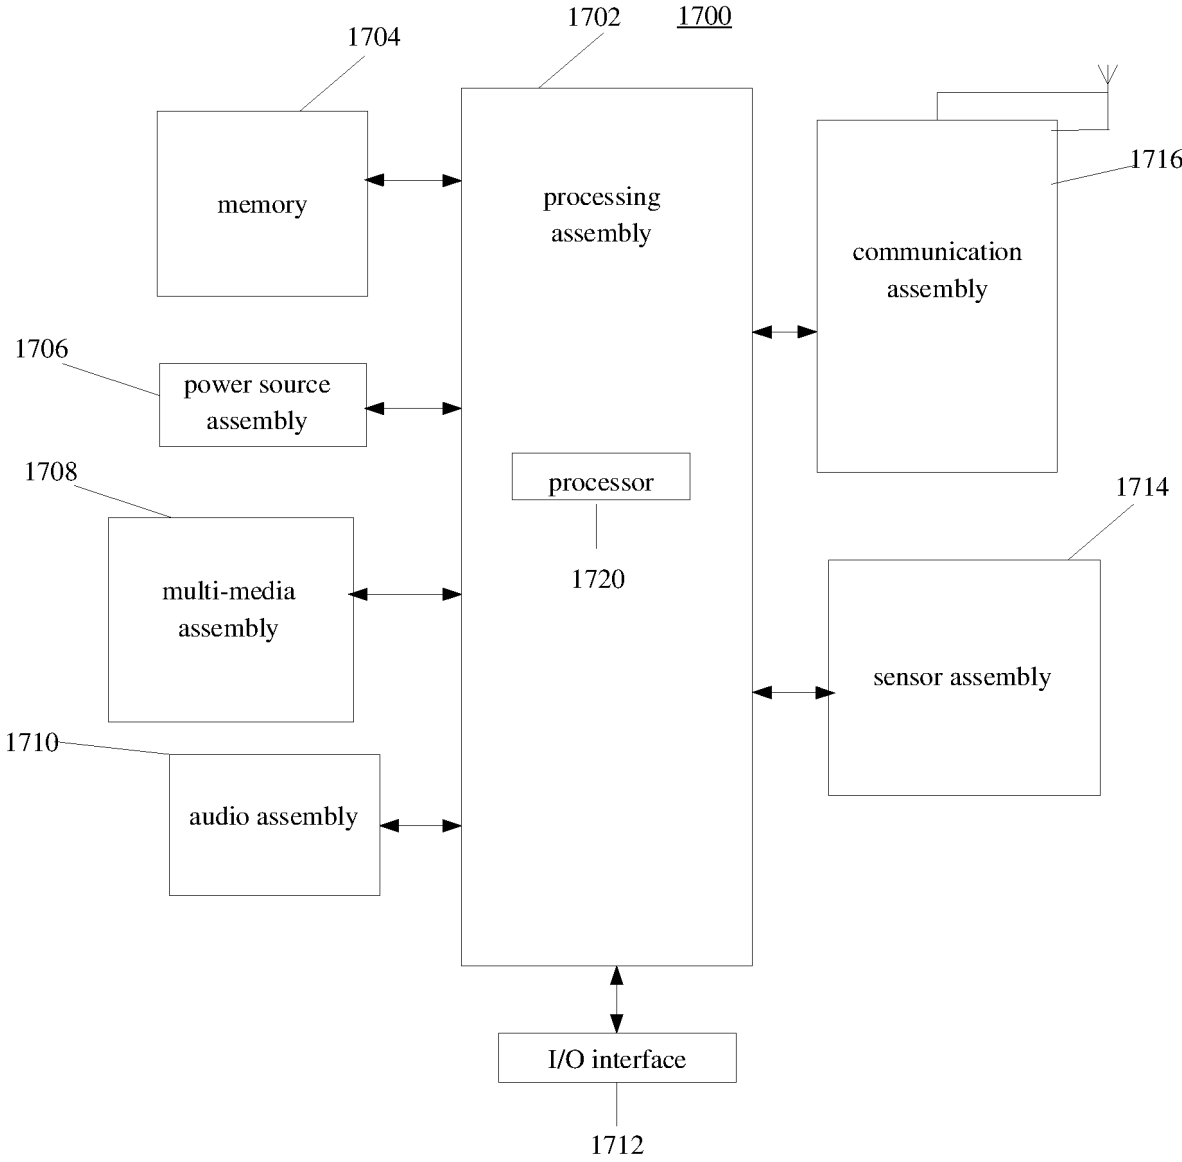 1702
1700
1704
1716
processing
assembly
memory
communication
assembly
1706
power source
assembly
1708
processor
1714
1720
multi-media
assembly
sensor assembly
1710
audio assembly
I/O interface
1712